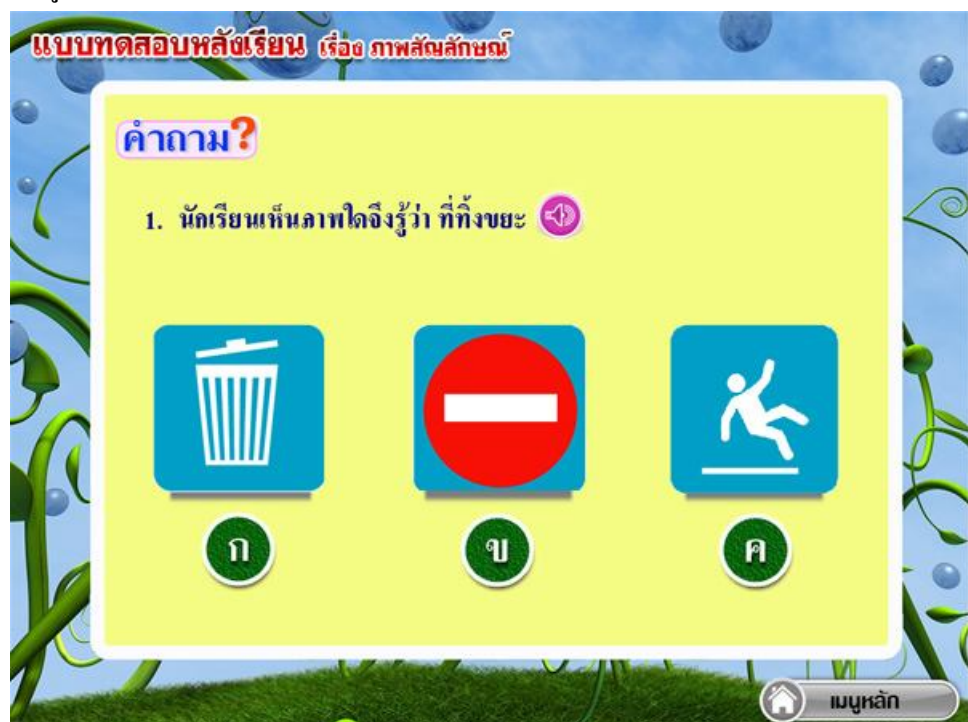 แบบทดสอบหลังเรียน เรื่อง ภาพสัญลักษณ์
คำถาม?
1. นักเรียนเห็นภาพใดจึงรู้ว่า ที่ทิ้งขยะ
ก ข ค
เมนูหลัก